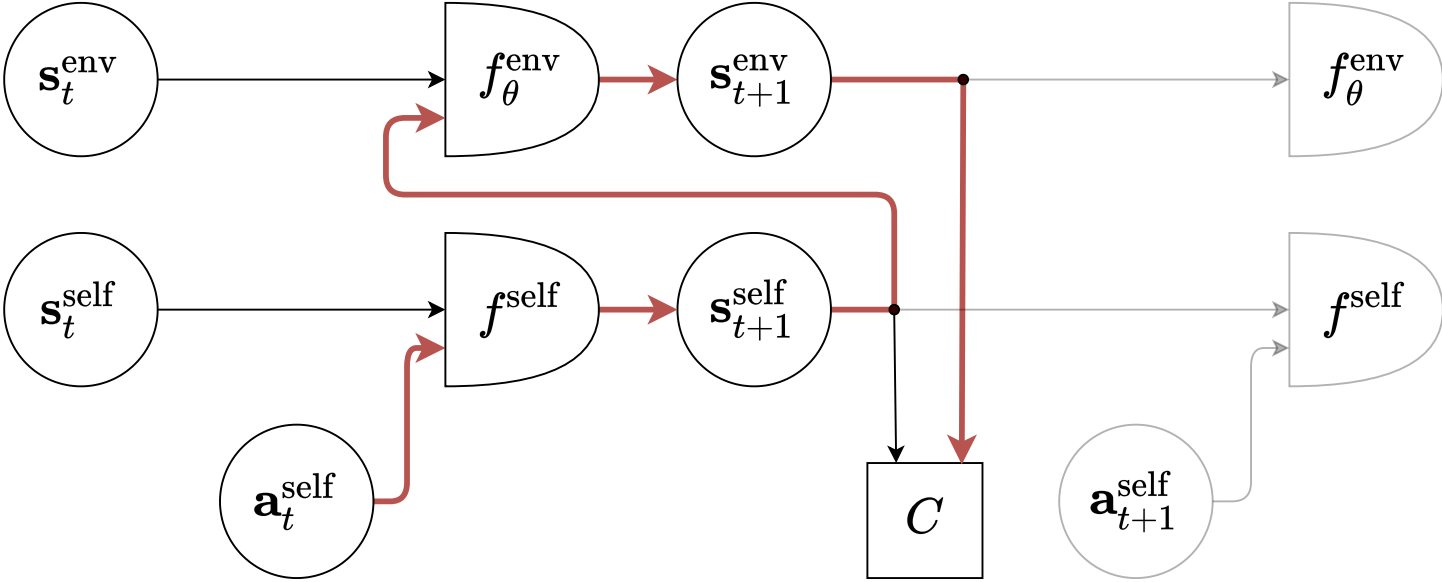 s_t^env f_θ^env s_{t+1}^env f_θ^env
s_t^self f^self s_{t+1}^self f^self
a_t^self C a_{t+1}^self